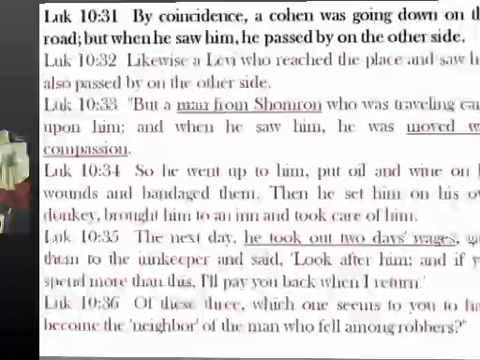 Luk 10:31 By coincidence, a cohen was going down on
road; but when he saw him, he passed by on the other side.
Luk 10:32 Likewise a Levi who reached the place and saw
also passed by on the other side.
Luk 10:33 "But a man from Shomron who was traveling
upon him; and when he saw him, he was moved
compassion.
Luk 10:34 So he went up to him, put oil and wine on
wounds and bandaged them. Then he set him on his
donkey, brought him to an inn and took care of him.
Luk 10:35 The next day, he took out two days' wages,
them to the innkeeper and said, 'Look after him; and if
spend more than this, I'll pay you back when I return.'
Luk 10:36 Of these three, which one seems to you to
become the 'neighbor' of the man who fell among robbers?"